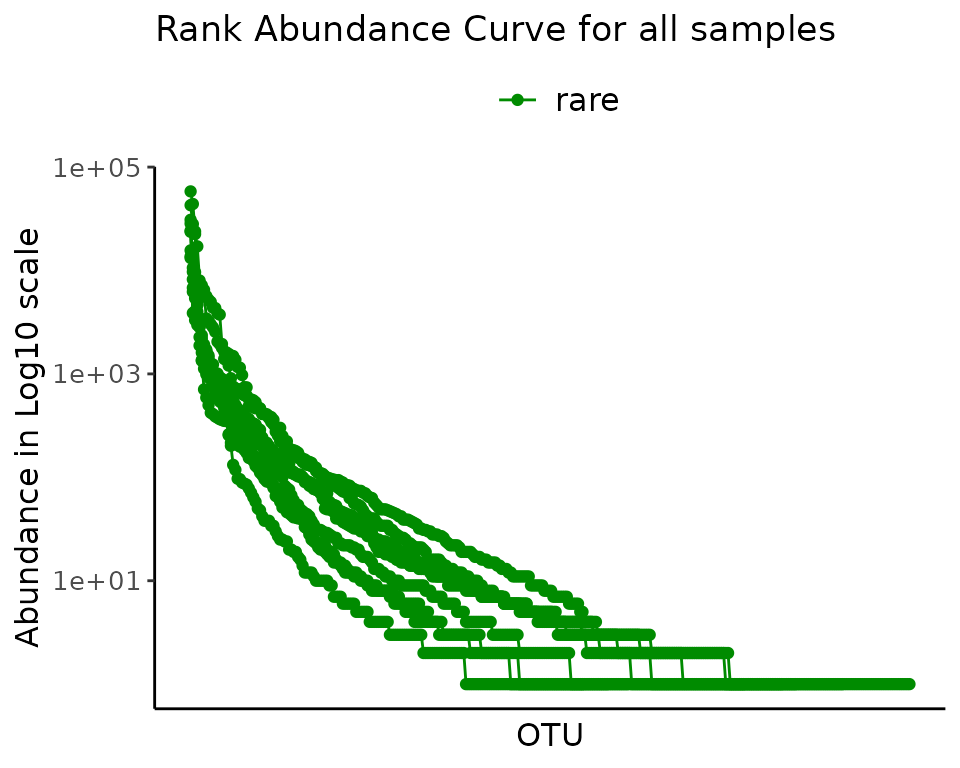 Rank Abundance Curve for all samples
rare
1e+05
1e+03
1e+01
Abundance in Log10 scale
OTU